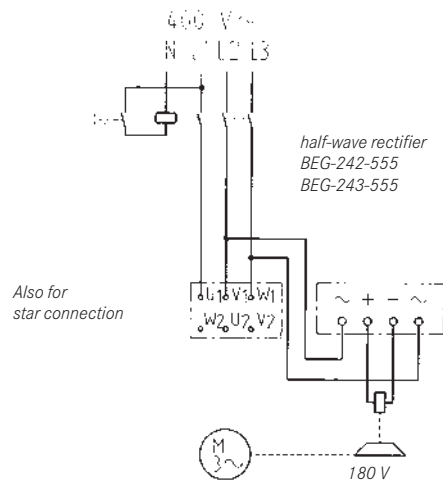 400 V ~
N L1 L2 L3
half-wave rectifier
BEG-242-555
BEG-243-555
Also for
star connection
U1 V1 W1
W2 U2 V2
~ + − ~
M
3~
180 V